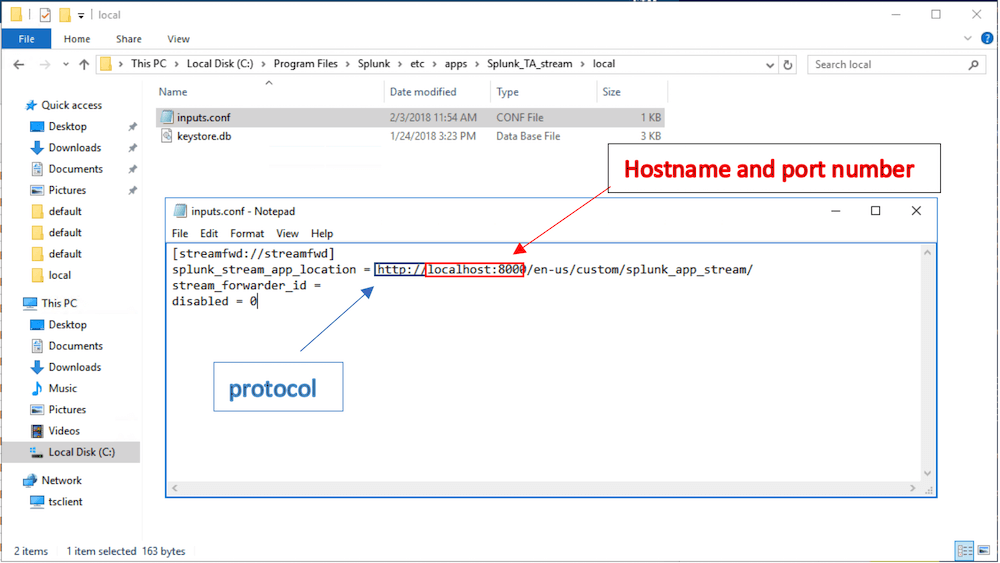 local
File Home Share View
This PC Local Disk (C:) Program Files Splunk etc apps Splunk_TA_stream local
Search local
Name Date modified Type Size
inputs.conf 2/3/2018 11:54 AM CONF File 1 KB
keystore.db 1/24/2018 3:23 PM Data Base File 3 KB
Quick access
Desktop
Downloads
Documents
Pictures
default
default
default
local
This PC
Desktop
Documents
Downloads
Music
Pictures
Videos
Local Disk (C:)
Network
tsclient
Hostname and port number
inputs.conf - Notepad
File Edit Format View Help
[streamfwd://streamfwd]
splunk_stream_app_location = http://localhost:8000/en-us/custom/splunk_app_stream/
stream_forwarder_id =
disabled = 0
protocol
2 items 1 item selected 163 bytes